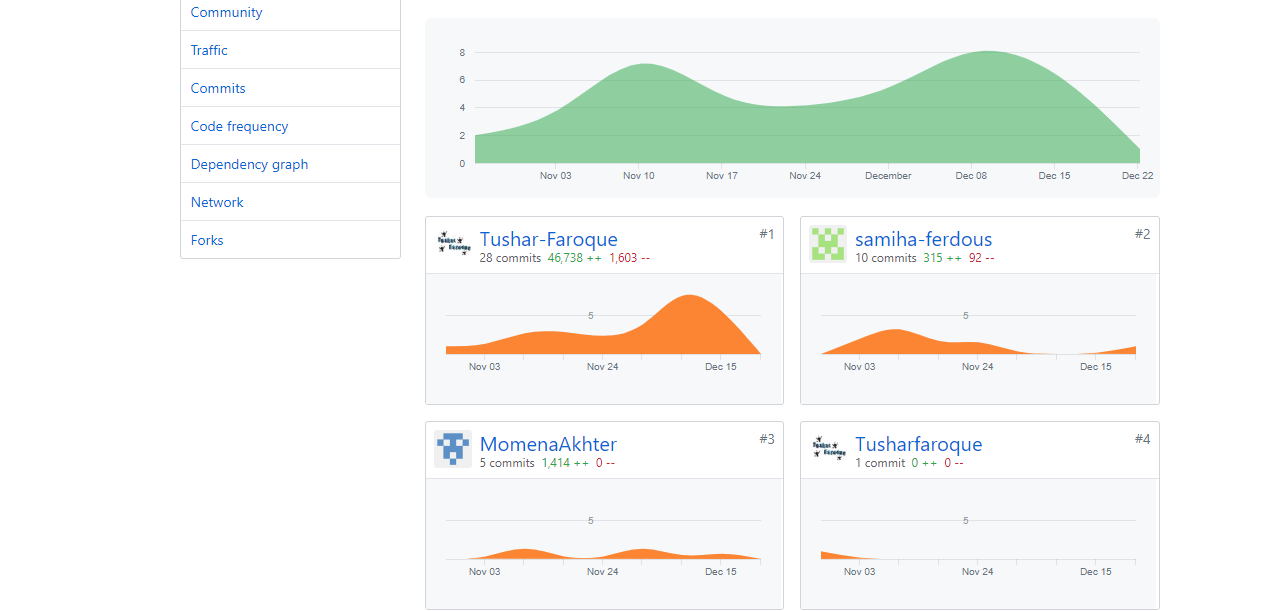 Community
Traffic
Commits
Code frequency
Dependency graph
Network
Forks
8
6
4
2
0
Nov 03 Nov 10 Nov 17 Nov 24 December Dec 08 Dec 15 Dec 22
Tushar-Faroque #1
28 commits 46,738 ++ 1,603 --
5
Nov 03 Nov 24 Dec 15
samiha-ferdous #2
10 commits 315 ++ 92 --
5
Nov 03 Nov 24 Dec 15
MomenaAkhter #3
5 commits 1,414 ++ 0 --
5
Nov 03 Nov 24 Dec 15
Tusharfaroque #4
1 commit 0 ++ 0 --
5
Nov 03 Nov 24 Dec 15